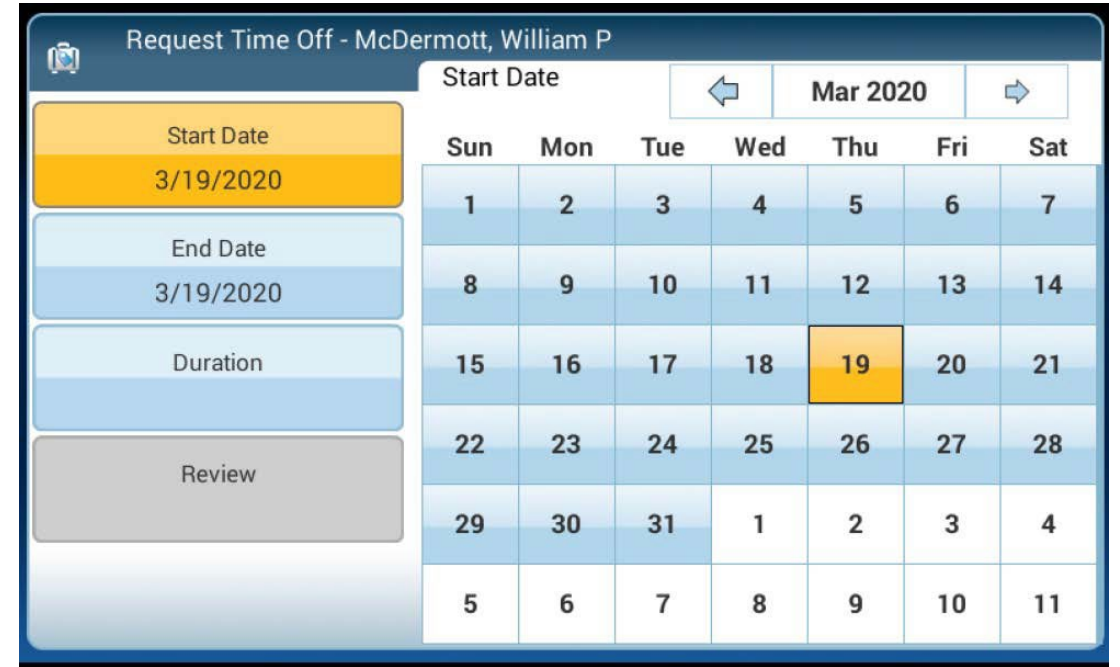 Request Time Off - McDermott, William P
Start Date
3/19/2020
End Date
3/19/2020
Duration
Review
Start Date
Mar 2020
Sun Mon Tue Wed Thu Fri Sat
1 2 3 4 5 6 7
8 9 10 11 12 13 14
15 16 17 18 19 20 21
22 23 24 25 26 27 28
29 30 31 1 2 3 4
5 6 7 8 9 10 11